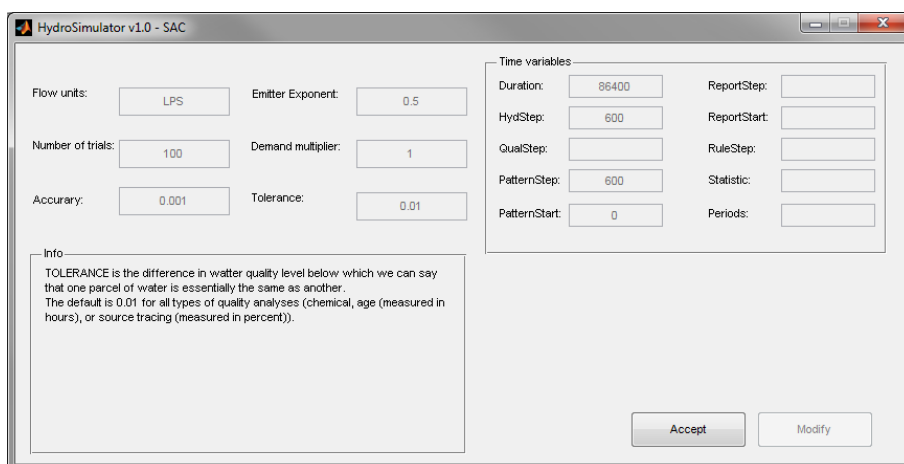 HydroSimulator v1.0 - SAC
Flow units:
LPS
Emitter Exponent:
0.5
Number of trials:
100
Demand multiplier:
1
Accurary:
0.001
Tolerance:
0.01
Time variables
Duration:
86400
ReportStep:
HydStep:
600
ReportStart:
QualStep:
RuleStep:
PatternStep:
600
Statistic:
PatternStart:
0
Periods:
Info
TOLERANCE is the difference in watter quality level below which we can say
that one parcel of water is essentially the same as another.
The default is 0.01 for all types of quality analyses (chemical, age (measured in
hours), or source tracing (measured in percent)).
Accept
Modify